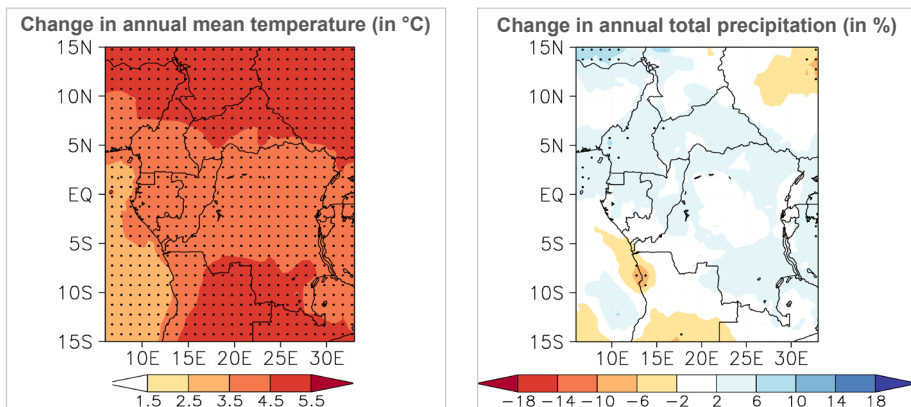 Change in annual mean temperature (in °C)
15N
10N
5N
EQ
5S
10S
15S
10E 15E 20E 25E 30E
1.5 2.5 3.5 4.5 5.5
Change in annual total precipitation (in %)
15N
10N
5N
EQ
5S
10S
15S
10E 15E 20E 25E 30E
−18 −14 −10 −6 −2 2 6 10 14 18